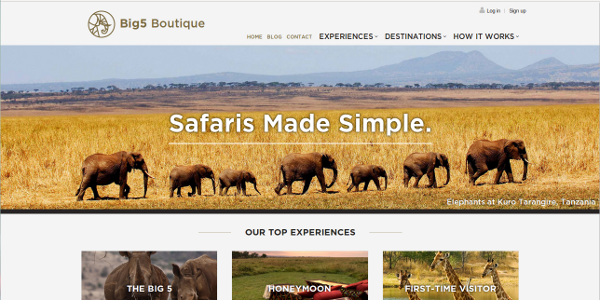 Log in | Sign up
Big5 Boutique
HOME BLOG CONTACT EXPERIENCES DESTINATIONS HOW IT WORKS
Safaris Made Simple.
Elephants at Kuro Tarangire, Tanzania
OUR TOP EXPERIENCES
THE BIG 5
HONEYMOON
FIRST-TIME VISITOR